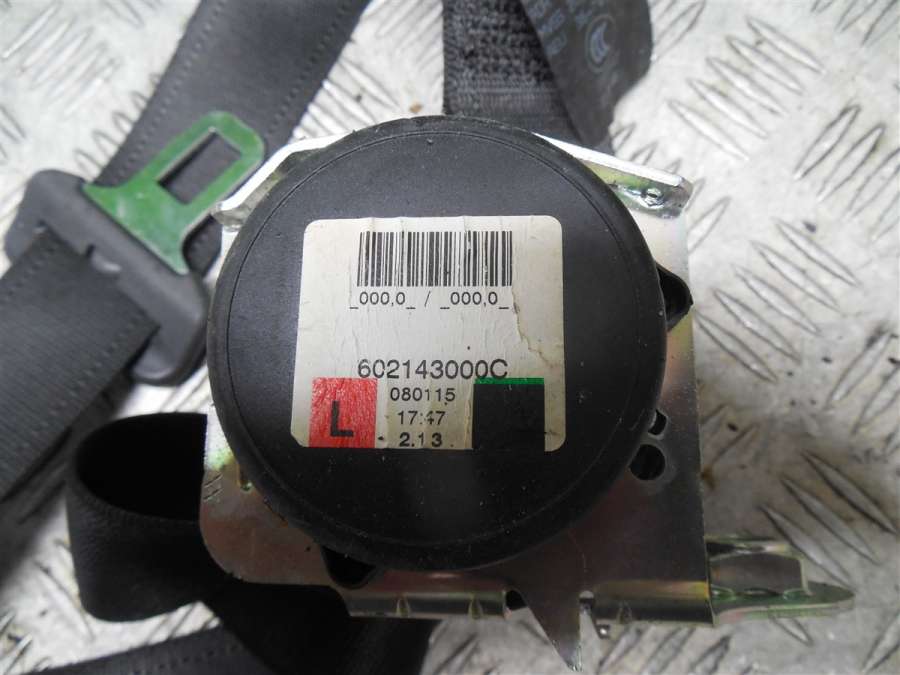 _000,0_ / _000,0_
602143000C
080115
L
17:47
2.13